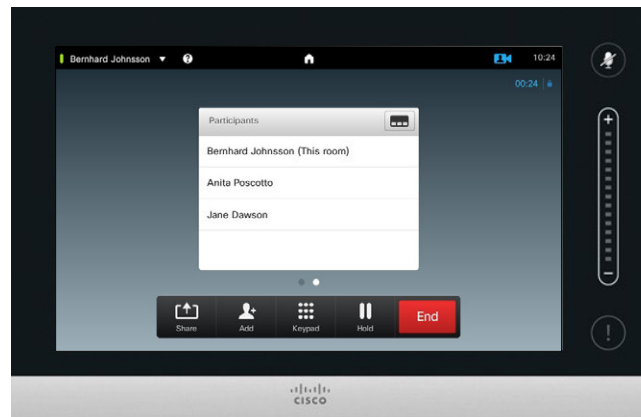 Bernhard Johnsson
10:24
00:24
Participants
Bernhard Johnsson (This room)
Anita Poscotto
Jane Dawson
Share
Add
Keypad
Hold
End
CISCO